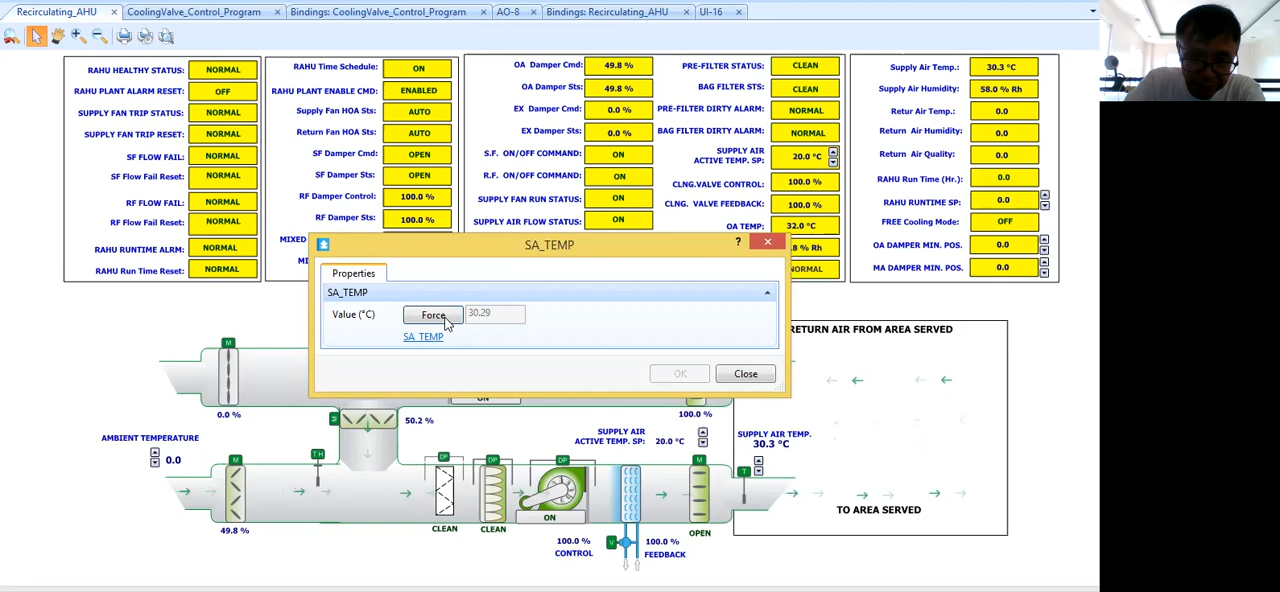 Recirculating_AHU
CoolingValve_Control_Program
Bindings: CoolingValve_Control_Program
AO-8
Bindings: Recirculating_AHU
UI-16
RAHU HEALTHY STATUS: NORMAL
RAHU PLANT ALARM RESET: OFF
SUPPLY FAN TRIP STATUS: NORMAL
SUPPLY FAN TRIP RESET: NORMAL
SF FLOW FAIL: NORMAL
SF Flow Fail Reset: NORMAL
RF FLOW FAIL: NORMAL
RF Flow Fail Reset: NORMAL
RAHU RUNTIME ALRM: NORMAL
RAHU Run Time Reset: NORMAL
RAHU Time Schedule: ON
RAHU PLANT ENABLE CMD: ENABLED
Supply Fan HOA Sts: AUTO
Return Fan HOA Sts: AUTO
SF Damper Cmd: OPEN
SF Damper Sts: OPEN
RF Damper Control: 100.0 %
RF Damper Sts: 100.0 %
MIXED
OA Damper Cmd: 49.8 %
OA Damper Sts: 49.8 %
EX Damper Cmd: 0.0 %
EX Damper Sts: 0.0 %
S.F. ON/OFF COMMAND: ON
R.F. ON/OFF COMMAND: ON
SUPPLY FAN RUN STATUS: ON
SUPPLY AIR FLOW STATUS: ON
PRE-FILTER STATUS: CLEAN
BAG FILTER STS: CLEAN
PRE-FILTER DIRTY ALARM: NORMAL
BAG FILTER DIRTY ALARM: NORMAL
SUPPLY AIR
ACTIVE TEMP. SP: 20.0 °C
CLNG.VALVE CONTROL: 100.0 %
CLNG. VALVE FEEDBACK: 100.0 %
OA TEMP: 32.0 °C
.8 % Rh
NORMAL
Supply Air Temp.: 30.3 °C
Supply Air Humidity: 58.0 % Rh
Retur Air Temp.: 0.0
Return Air Humidity: 0.0
Return Air Quality: 0.0
RAHU Run Time (Hr.): 0.0
RAHU RUNTIME SP: 0.0
FREE Cooling Mode: OFF
OA DAMPER MIN. POS. 0.0
MA DAMPER MIN. POS. 0.0
SA_TEMP
?
Properties
SA_TEMP
Value (°C) Force 30.29
SA_TEMP
OK Close
RETURN AIR FROM AREA SERVED
M
M
ON
0.0 %
50.2 %
100.0 %
AMBIENT TEMPERATURE
0.0
SUPPLY AIR
ACTIVE TEMP. SP: 20.0 °C
SUPPLY AIR TEMP.
30.3 °C
M
T H
DP
DP
DP
M
T
ON
49.8 %
CLEAN
CLEAN
OPEN
TO AREA SERVED
100.0 %
CONTROL
V
100.0 %
FEEDBACK